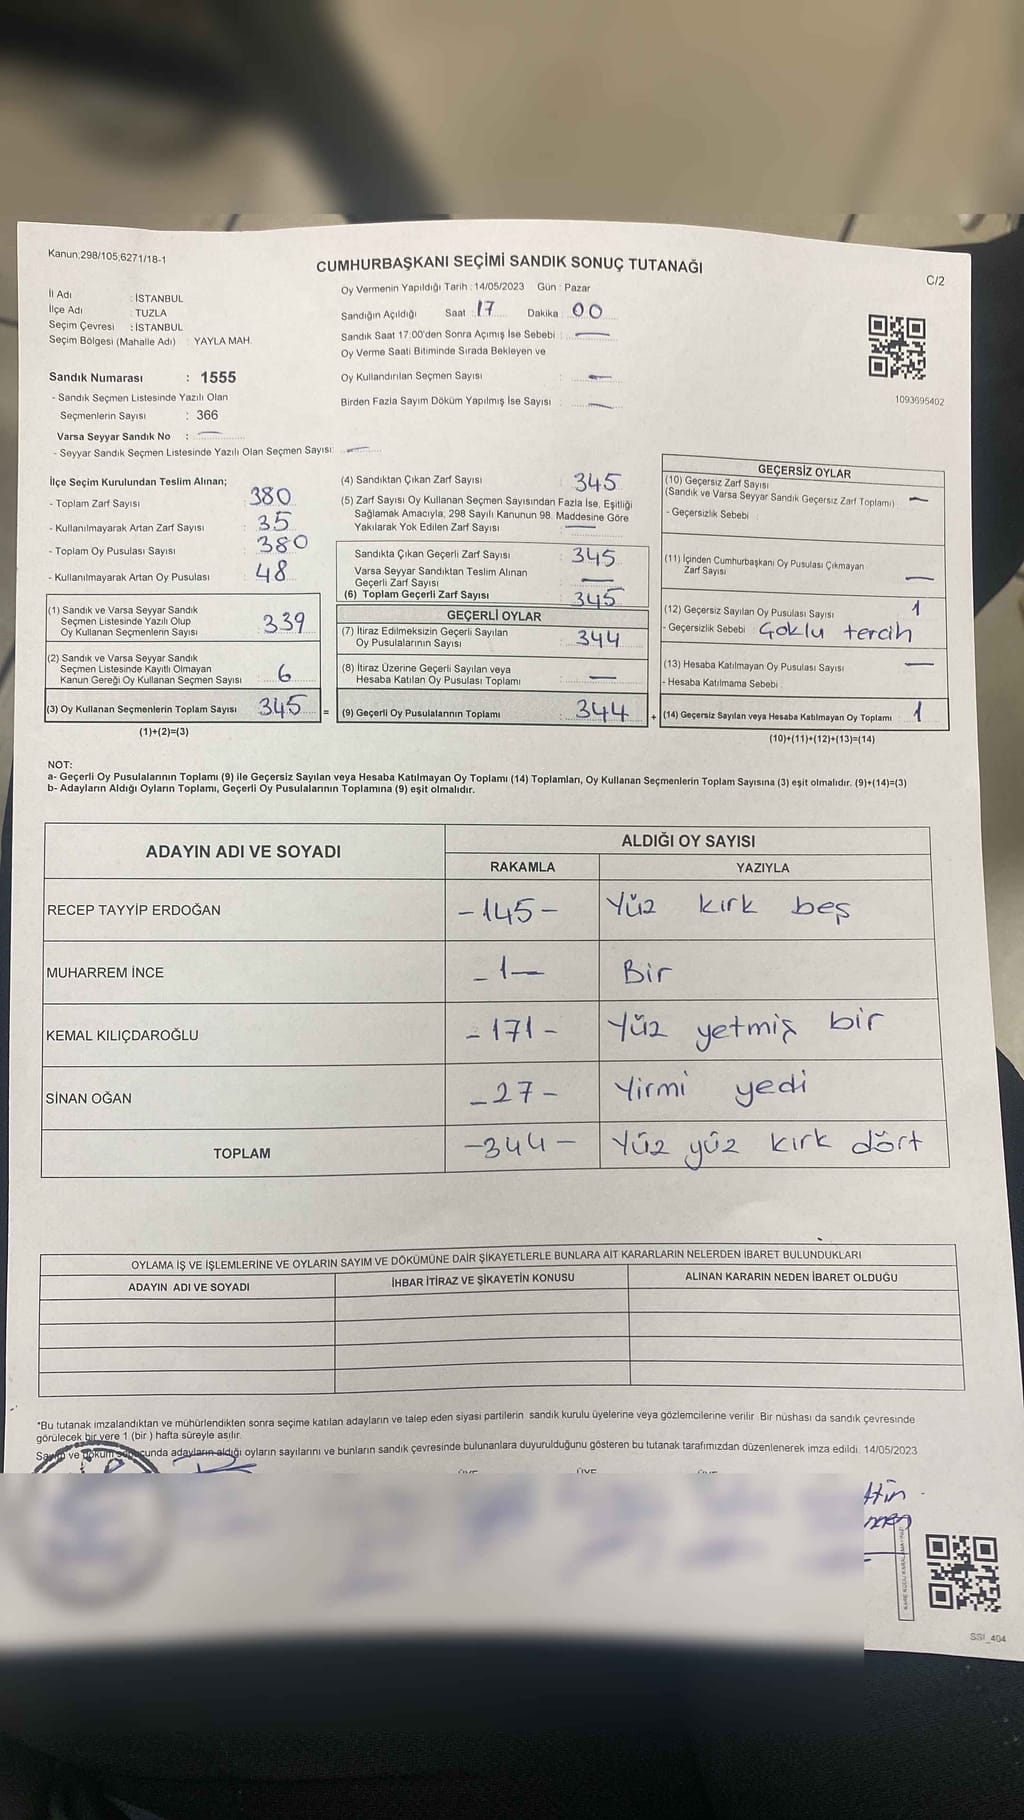 Kanun;298/105,6271/18-1
CUMHURBAŞKANI SEÇİMİ SANDIK SONUÇ TUTANAĞI
C/2
İl Adı : İSTANBUL
İlçe Adı : TUZLA
Seçim Çevresi : İSTANBUL
Seçim Bölgesi (Mahalle Adı) : YAYLA MAH.
Oy Vermenin Yapıldığı Tarih : 14/05/2023 Gün : Pazar
Sandığın Açıldığı Saat : 17 Dakika : 00
Sandık Saat 17:00'den Sonra Açımış İse Sebebi : —
Oy Verme Saati Bitiminde Sırada Bekleyen ve
Oy Kullandırılan Seçmen Sayısı : —
Birden Fazla Sayım Döküm Yapılmış İse Sayısı : —
1093695402
Sandık Numarası : 1555
- Sandık Seçmen Listesinde Yazılı Olan
Seçmenlerin Sayısı : 366
Varsa Seyyar Sandık No : —
- Seyyar Sandık Seçmen Listesinde Yazılı Olan Seçmen Sayısı: —
İlçe Seçim Kurulundan Teslim Alınan;
- Toplam Zarf Sayısı : 380
- Kullanılmayarak Artan Zarf Sayısı : 35
- Toplam Oy Pusulası Sayısı : 380
- Kullanılmayarak Artan Oy Pusulası : 48
(1) Sandık ve Varsa Seyyar Sandık
Seçmen Listesinde Yazılı Olup
Oy Kullanan Seçmenlerin Sayısı : 339
(2) Sandık ve Varsa Seyyar Sandık
Seçmen Listesinde Kayıtlı Olmayan
Kanun Gereği Oy Kullanan Seçmen Sayısı : 6
(3) Oy Kullanan Seçmenlerin Toplam Sayısı : 345 =
(1)+(2)=(3)
(4) Sandıktan Çıkan Zarf Sayısı : 345
(5) Zarf Sayısı Oy Kullanan Seçmen Sayısından Fazla İse, Eşitliği
Sağlamak Amacıyla; 298 Sayılı Kanunun 98. Maddesine Göre
Yakılarak Yok Edilen Zarf Sayısı : —
Sandıkta Çıkan Geçerli Zarf Sayısı : 345
Varsa Seyyar Sandıktan Teslim Alınan
Geçerli Zarf Sayısı : —
(6) Toplam Geçerli Zarf Sayısı : 345
GEÇERLİ OYLAR
(7) İtiraz Edilmeksizin Geçerli Sayılan
Oy Pusulalarının Sayısı : 344
(8) İtiraz Üzerine Geçerli Sayılan veya
Hesaba Katılan Oy Pusulası Toplamı : —
(9) Geçerli Oy Pusulalarının Toplamı : 344 +
GEÇERSİZ OYLAR
(10) Geçersiz Zarf Sayısı
(Sandık ve Varsa Seyyar Sandık Geçersiz Zarf Toplamı) : —
- Geçersizlik Sebebi :
(11) İçinden Cumhurbaşkanı Oy Pusulası Çıkmayan
Zarf Sayısı : —
(12) Geçersiz Sayılan Oy Pusulası Sayısı : 1
- Geçersizlik Sebebi : Çoklu tercih
(13) Hesaba Katılmayan Oy Pusulası Sayısı : —
- Hesaba Katılmama Sebebi :
(14) Geçersiz Sayılan veya Hesaba Katılmayan Oy Toplamı : 1
(10)+(11)+(12)+(13)=(14)
NOT:
a- Geçerli Oy Pusulalarının Toplamı (9) ile Geçersiz Sayılan veya Hesaba Katılmayan Oy Toplamı (14) Toplamları, Oy Kullanan Seçmenlerin Toplam Sayısına (3) eşit olmalıdır. (9)+(14)=(3)
b- Adayların Aldığı Oyların Toplamı, Geçerli Oy Pusulalarının Toplamına (9) eşit olmalıdır.
ADAYIN ADI VE SOYADI
ALDIĞI OY SAYISI
RAKAMLA YAZIYLA
RECEP TAYYİP ERDOĞAN -145- Yüz kırk beş
MUHARREM İNCE -1- Bir
KEMAL KILIÇDAROĞLU -171- Yüz yetmiş bir
SİNAN OĞAN -27- Yirmi yedi
TOPLAM -344- Yüz yüz kırk dört
OYLAMA İŞ VE İŞLEMLERİNE VE OYLARIN SAYIM VE DÖKÜMÜNE DAİR ŞİKAYETLERLE BUNLARA AİT KARARLARIN NELERDEN İBARET BULUNDUKLARI
ADAYIN ADI VE SOYADI İHBAR İTİRAZ VE ŞİKAYETİN KONUSU ALINAN KARARIN NEDEN İBARET OLDUĞU
*Bu tutanak imzalandıktan ve mühürlendikten sonra seçime katılan adayların ve talep eden siyasi partilerin sandık kurulu üyelerine veya gözlemcilerine verilir. Bir nüshası da sandık çevresinde
görülecek bir yere 1 (bir ) hafta süreyle asılır.
Sayım ve döküm sonucunda adayların aldığı oyların sayılarını ve bunların sandık çevresinde bulunanlara duyurulduğunu gösteren bu tutanak tarafımızdan düzenlenerek imza edildi. 14/05/2023
SSİ_404